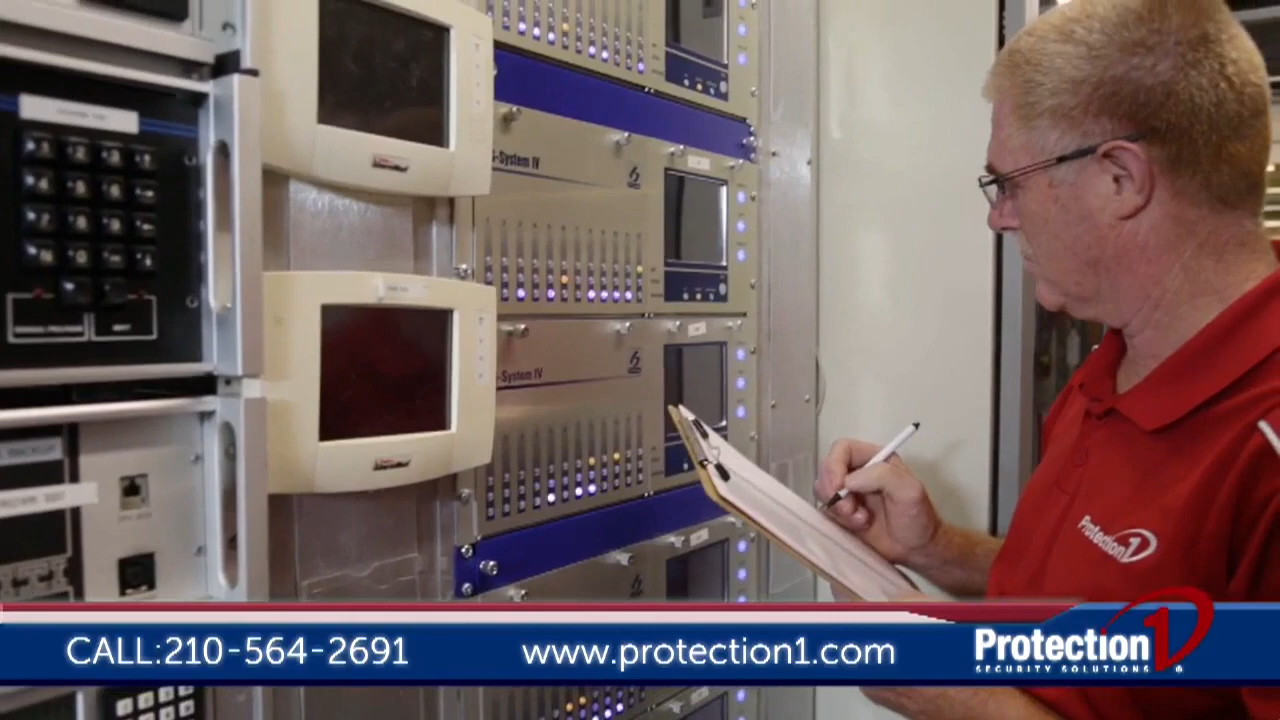 -System IV
-System IV
Protection1
CALL:210-564-2691
www.protection1.com
Protection1
SECURITY SOLUTIONS
®